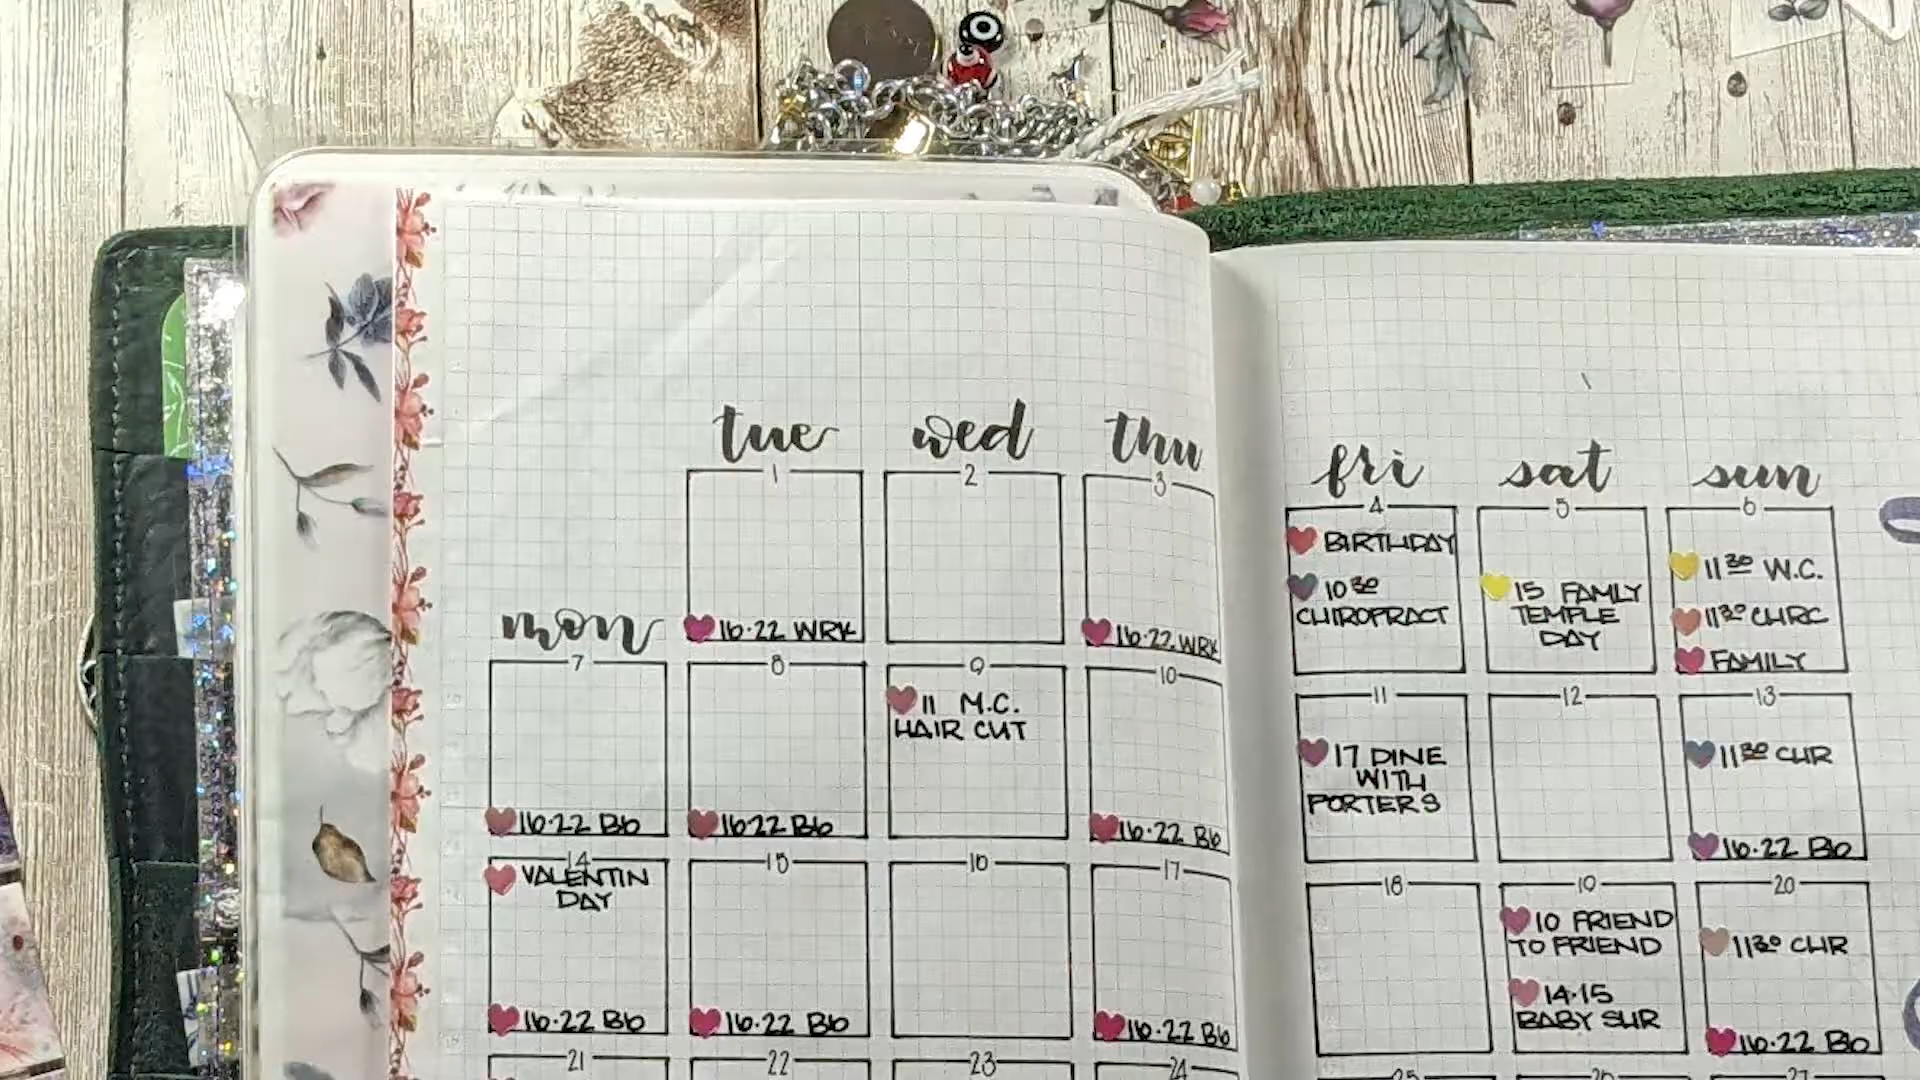 tue wed thu
fri sat sun
mon
1
16·22 WRK
2
3
16·22 WRK
4
BIRTHDAY
10 30
CHIROPRACT
5
15 FAMLY
TEMPLE
DAY
6
11 30 W.C.
11 30 CHRC
FAMILY
7
16·22 Bb
8
16·22 Bb
9
11 M.C.
HAIR CUT
10
16·22 Bb
11
17 DINE
WITH
PORTERS
12
13
11 30 CHR
16·22 Bb
14
VALENTIN
DAY
16·22 Bb
15
16·22 Bb
16
17
16·22 Bb
18
19
10 FRIEND
TO FRIEND
14·15
BABY SHR
20
11 30 CHR
16·22 Bb
21
22
23
24
25
26
27